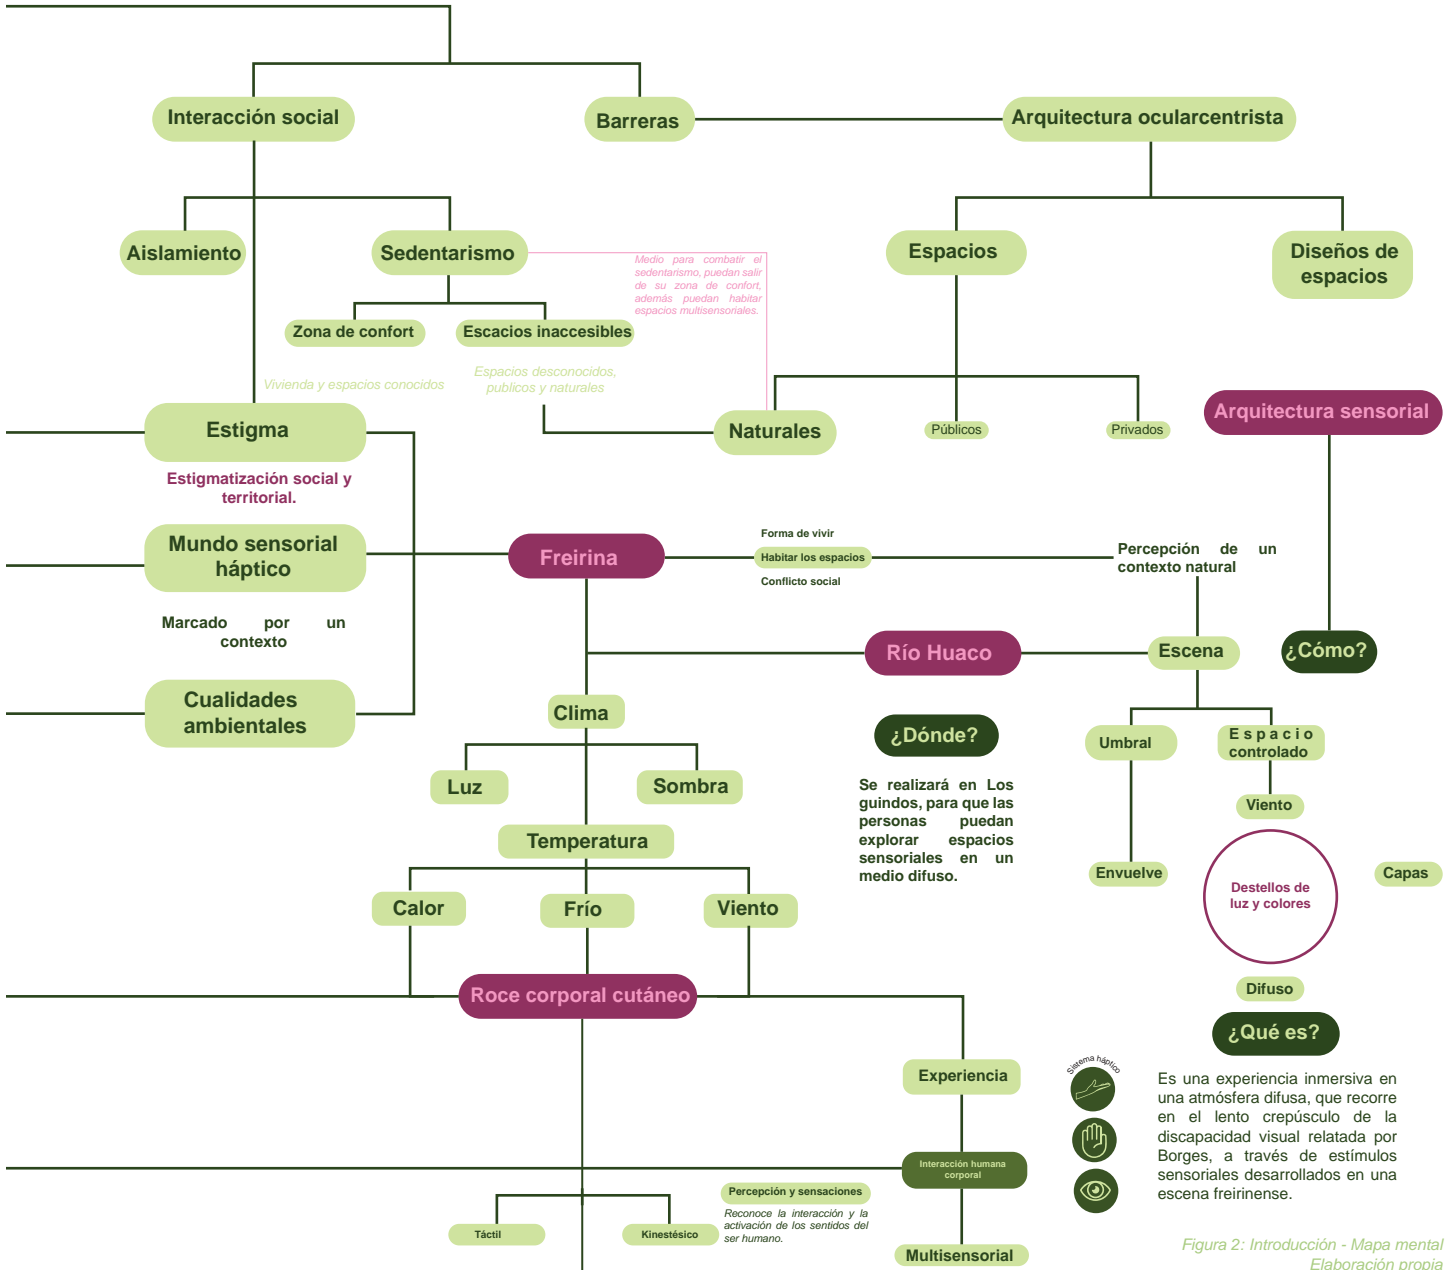 Interacción social
Barreras
Arquitectura ocularcentrista
Aislamiento
Sedentarismo
Medio para combatir el
sedentarismo, puedan salir
de su zona de confort,
además puedan habitar
espacios multisensoriales.
Espacios
Diseños de
espacios
Zona de confort
Escacios inaccesibles
Vivienda y espacios conocidos
Espacios desconocidos,
publicos y naturales
Estigma
Naturales
Públicos
Privados
Arquitectura sensorial
Estigmatización social y
territorial.
Mundo sensorial
háptico
Freirina
Forma de vivir
Habitar los espacios
Conflicto social
Percepción de un
contexto natural
Marcado por un
contexto
Río Huaco
Escena
¿Cómo?
Cualidades
ambientales
Clima
¿Dónde?
Umbral
Espacio
controlado
Luz
Sombra
Se realizará en Los
guindos, para que las
personas puedan
explorar espacios
sensoriales en un
medio difuso.
Viento
Temperatura
Envuelve
Destellos de
luz y colores
Capas
Calor
Frío
Viento
Difuso
Roce corporal cutáneo
¿Qué es?
Experiencia
Sistema háptico
Es una experiencia inmersiva en
una atmósfera difusa, que recorre
en el lento crepúsculo de la
discapacidad visual relatada por
Borges, a través de estímulos
sensoriales desarrollados en una
escena freirinense.
Interacción humana
corporal
Percepción y sensaciones
Reconoce la interacción y la
activación de los sentidos del
ser humano.
Táctil
Kinestésico
Multisensorial
Figura 2: Introducción - Mapa mental
Elaboración propia